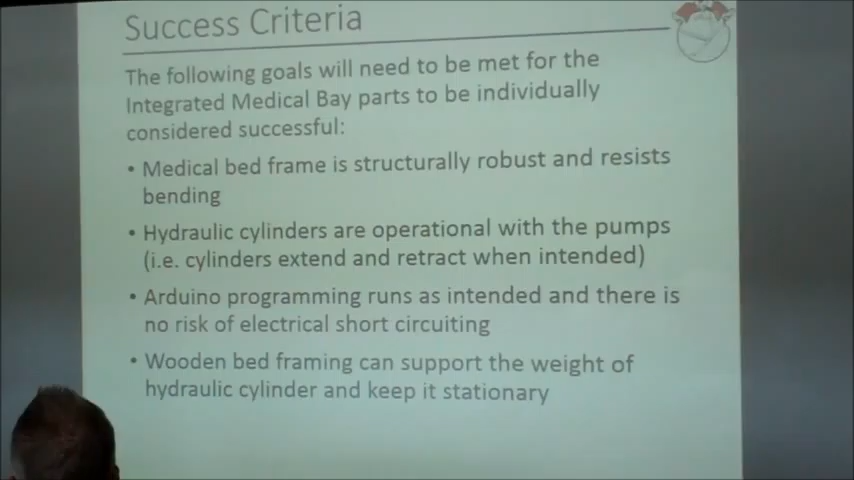 Success Criteria
The following goals will need to be met for the
Integrated Medical Bay parts to be individually
considered successful:
• Medical bed frame is structurally robust and resists
bending
• Hydraulic cylinders are operational with the pumps
(i.e. cylinders extend and retract when intended)
• Arduino programming runs as intended and there is
no risk of electrical short circuiting
• Wooden bed framing can support the weight of
hydraulic cylinder and keep it stationary